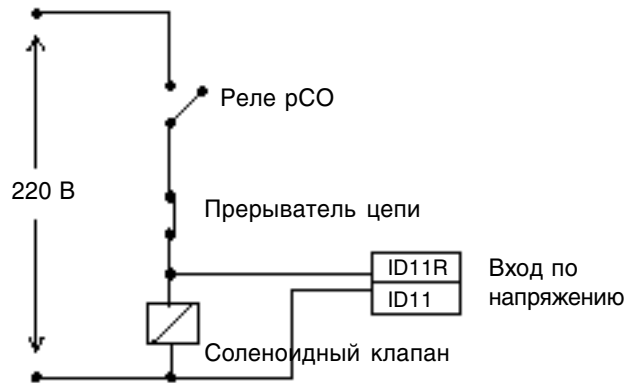 Реле pCO
220 В
Прерыватель цепи
ID11R
ID11
Вход по
напряжению
Соленоидный клапан